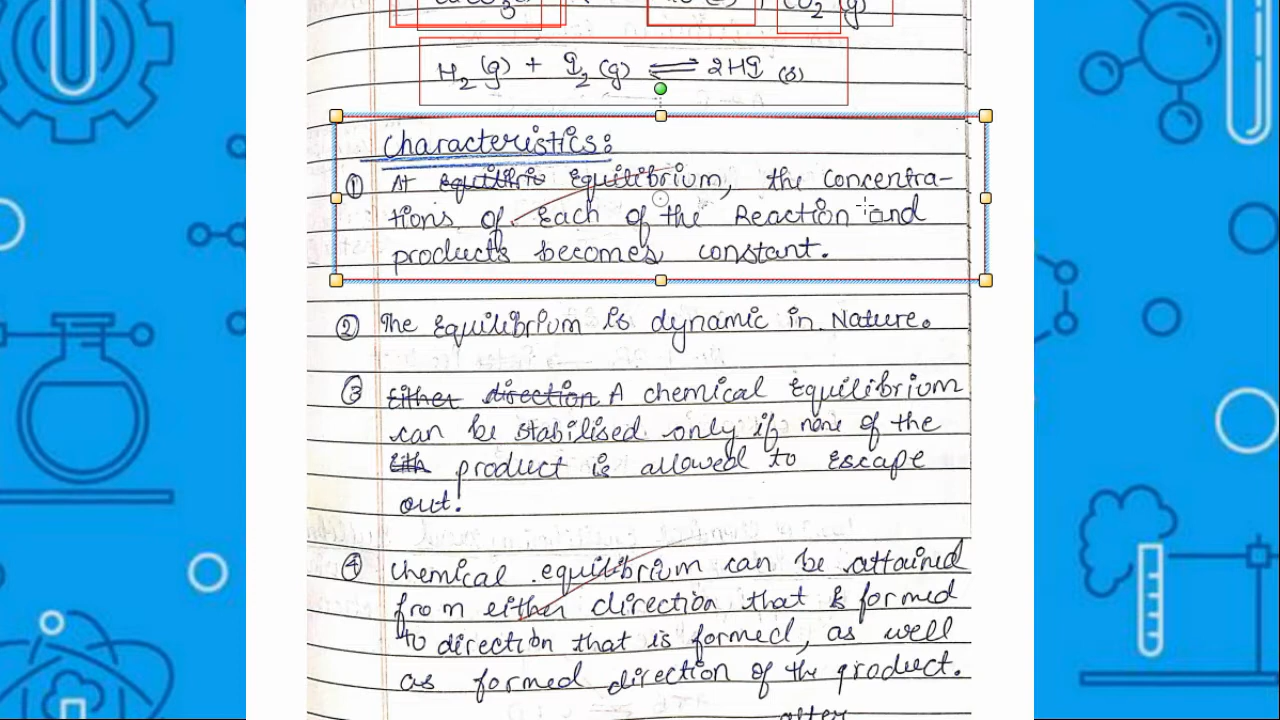 CO2 (g)
H2 (g) + I2 (g) ⇌ 2HI (s)
Characteristics:
① At Equilibrium, the concentra-
tions of Each of the Reaction and
products becomes constant.
② The Equilibrium is dynamic in Nature.
③ Either direction A chemical Equilibrium
can be stabilised only if none of the
product is allowed to Escape
out!
④ Chemical equilibrium can be attained
from either direction that is formed
to direction that is formed, as well
as formed direction of the product.
after